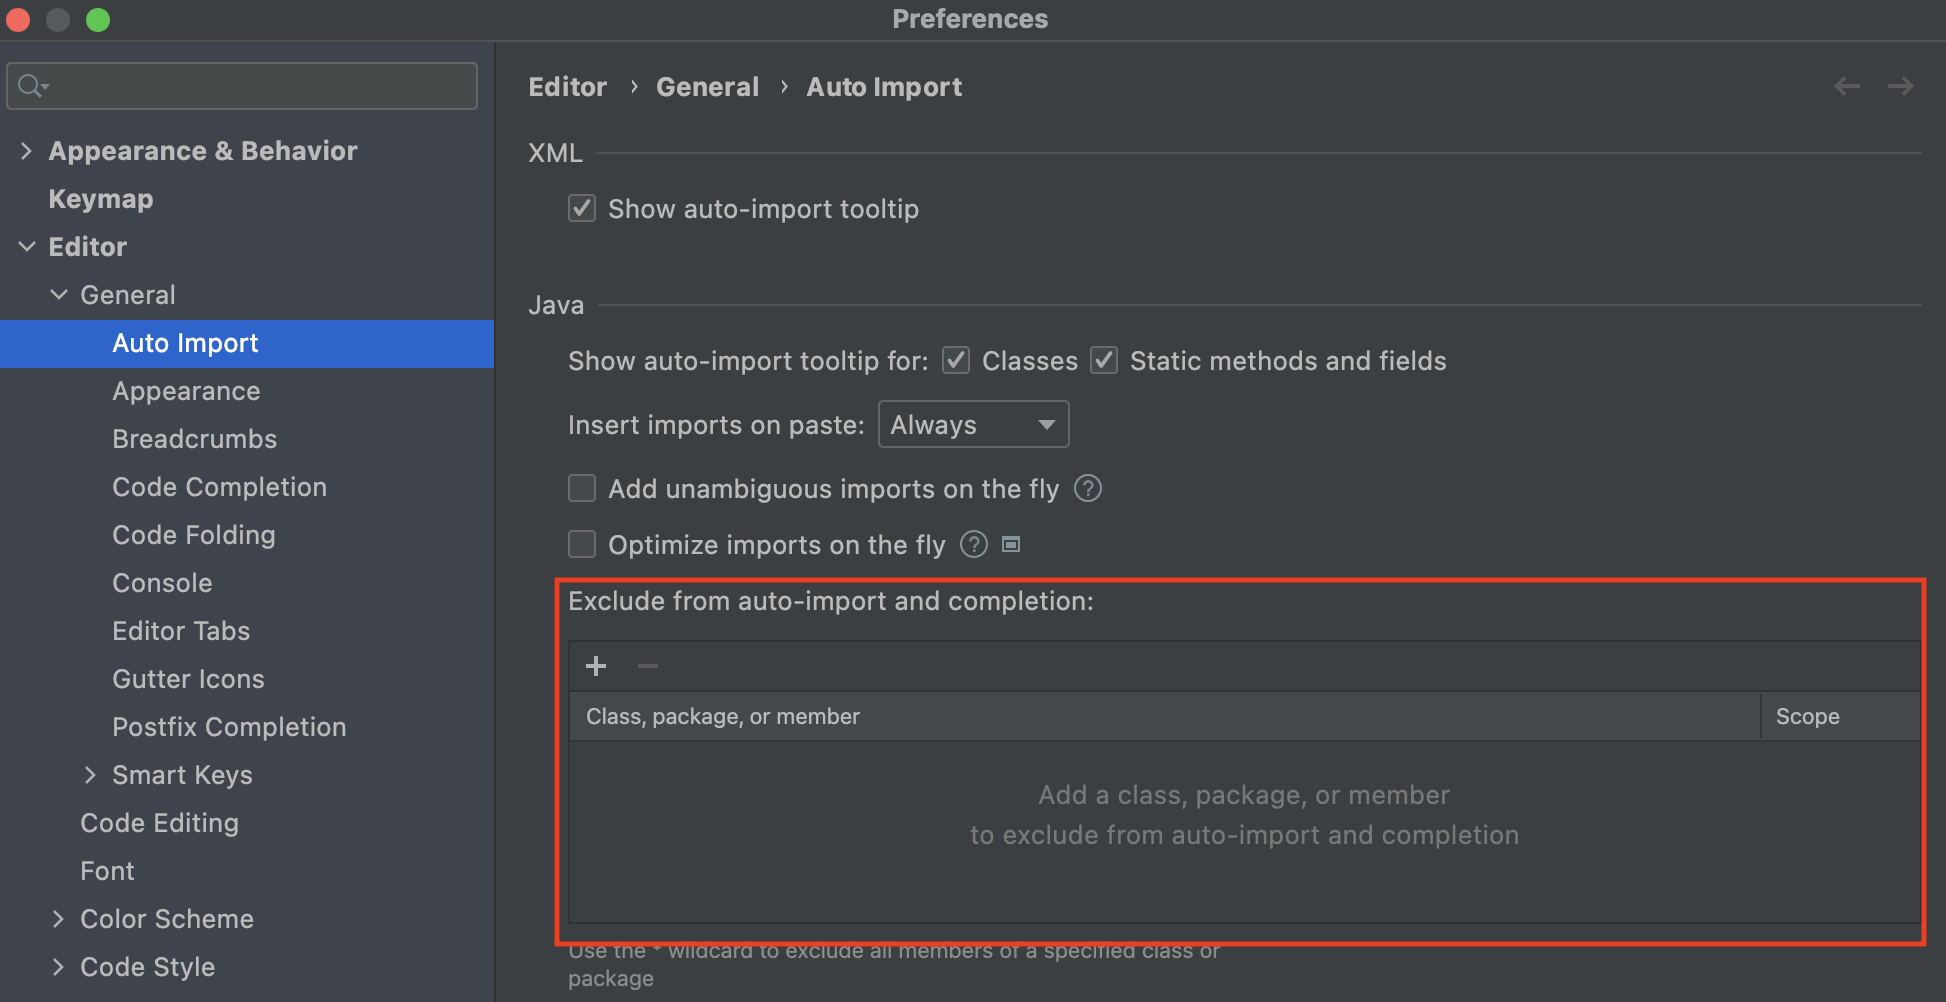 Preferences
Appearance & Behavior
Keymap
Editor
General
Auto Import
Appearance
Breadcrumbs
Code Completion
Code Folding
Console
Editor Tabs
Gutter Icons
Postfix Completion
Smart Keys
Code Editing
Font
Color Scheme
Code Style
Editor › General › Auto Import
XML
Show auto-import tooltip
Java
Show auto-import tooltip for: Classes Static methods and fields
Insert imports on paste: Always
Add unambiguous imports on the fly ?
Optimize imports on the fly ?
Exclude from auto-import and completion:
Class, package, or member Scope
Add a class, package, or member
to exclude from auto-import and completion
Use the * wildcard to exclude all members of a specified class or
package